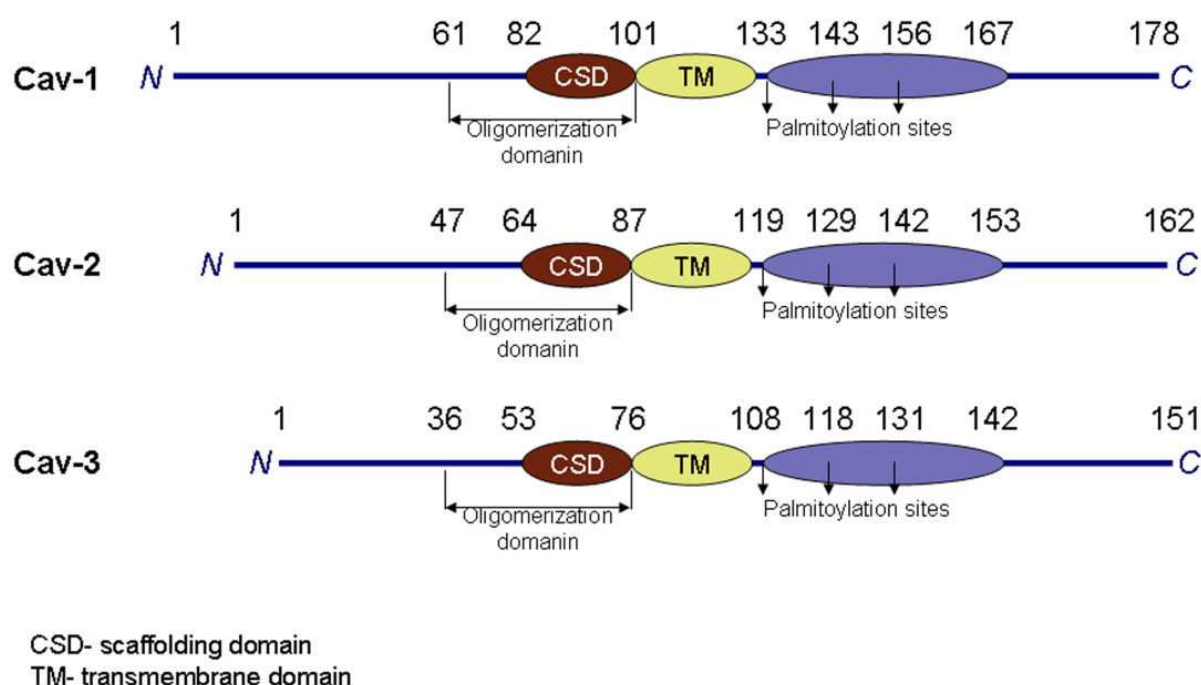 1 61 82 101 133 143 156 167 178
Cav-1 N CSD TM C
Oligomerization Palmitoylation sites
domanin
1 47 64 87 119 129 142 153 162
Cav-2 N CSD TM C
Oligomerization Palmitoylation sites
domanin
1 36 53 76 108 118 131 142 151
Cav-3 N CSD TM C
Oligomerization Palmitoylation sites
domanin
CSD- scaffolding domain
TM- transmembrane domain